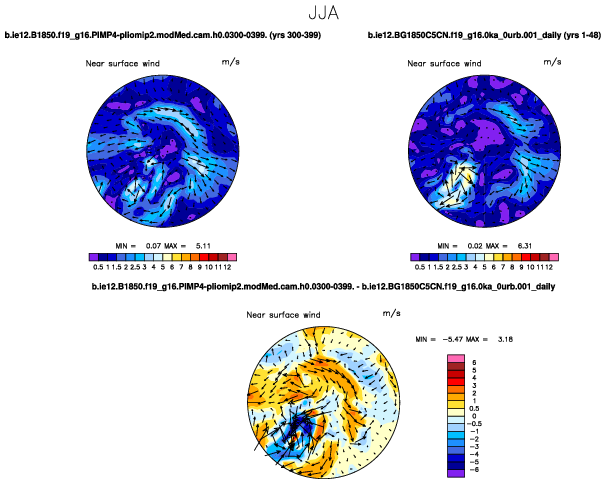 JJA
b.ie12.B1850.f19_g16.PIMP4-pliomip2.modMed.cam.h0.0300-0399. (yrs 300-399)
b.ie12.BG1850C5CN.f19_g16.0ka_0urb.001_daily (yrs 1-48)
Near surface wind m/s
Near surface wind m/s
MIN = 0.07 MAX = 5.11
MIN = 0.02 MAX = 6.31
0.5 1 1.5 2 2.5 3 4 5 6 7 8 9 10 11 12
0.5 1 1.5 2 2.5 3 4 5 6 7 8 9 10 11 12
b.ie12.B1850.f19_g16.PIMP4-pliomip2.modMed.cam.h0.0300-0399. - b.ie12.BG1850C5CN.f19_g16.0ka_0urb.001_daily
Near surface wind m/s
MIN = -5.47 MAX = 3.18
6
5
4
3
2
1
0.5
0
-0.5
-1
-2
-3
-4
-5
-6